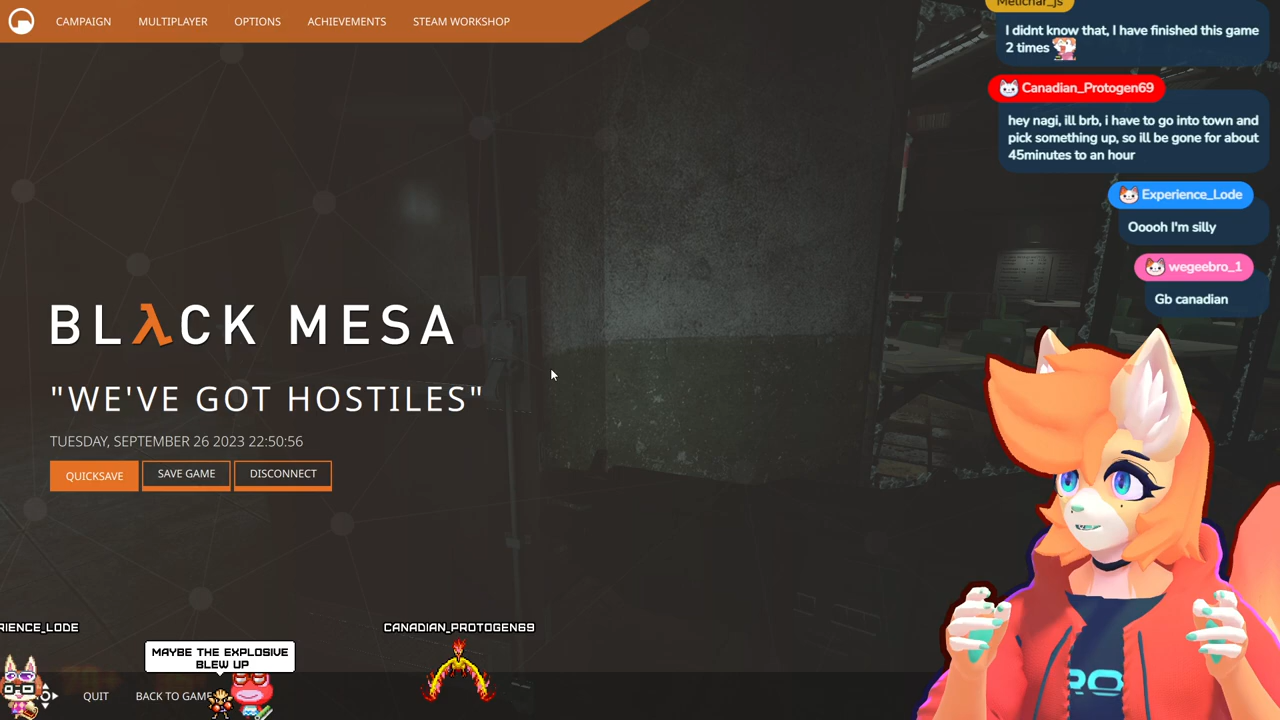 CAMPAIGN MULTIPLAYER OPTIONS ACHIEVEMENTS STEAM WORKSHOP
BLλCK MESA
"WE'VE GOT HOSTILES"
TUESDAY, SEPTEMBER 26 2023 22:50:56
QUICKSAVE SAVE GAME DISCONNECT
Melichar_js
I didnt know that, I have finished this game
2 times
Canadian_Protogen69
hey nagi, ill brb, i have to go into town and
pick something up, so ill be gone for about
45minutes to an hour
Experience_Lode
Ooooh I'm silly
wegeebro_1
Gb canadian
RIENCE_LODE
CANADIAN_PROTOGEN69
MAYBE THE EXPLOSIVE
BLEW UP
QUIT BACK TO GAME